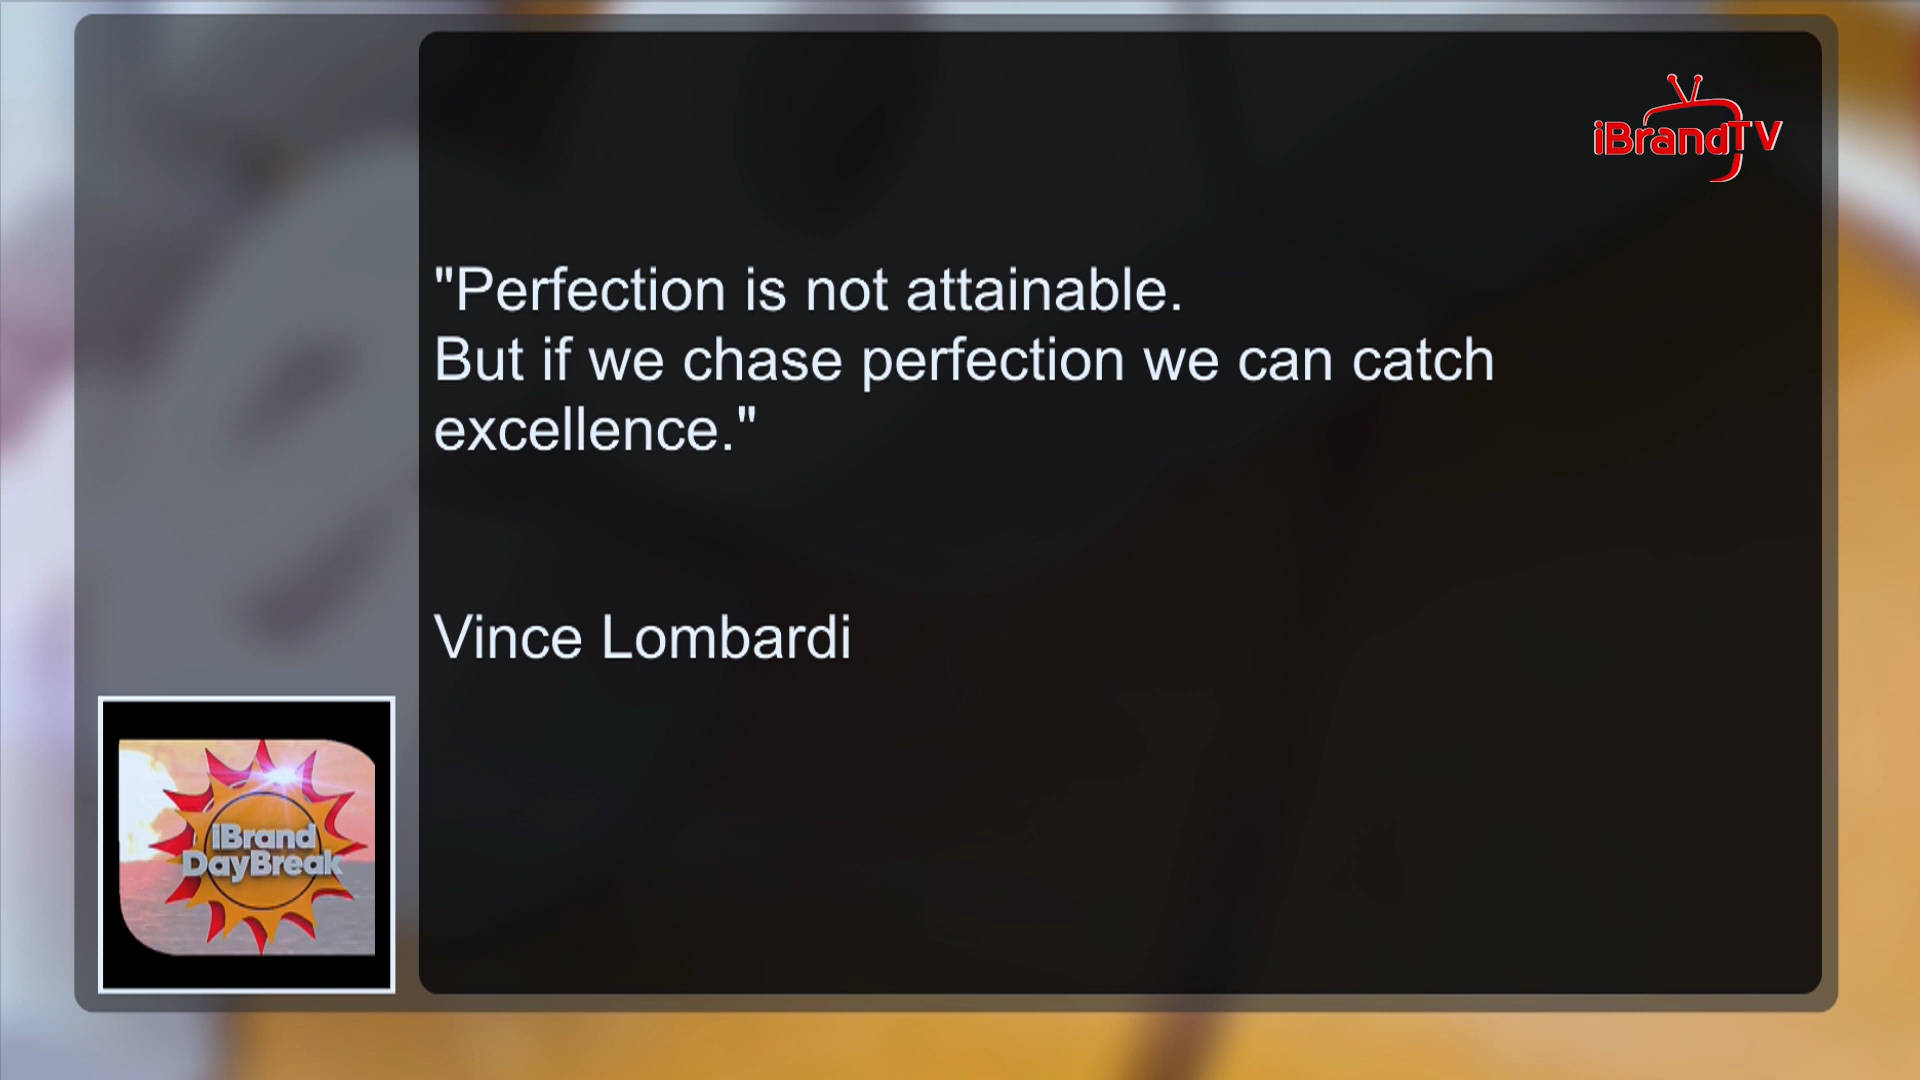 iBrandTV
"Perfection is not attainable.
But if we chase perfection we can catch
excellence."
Vince Lombardi
iBrand
DayBreak